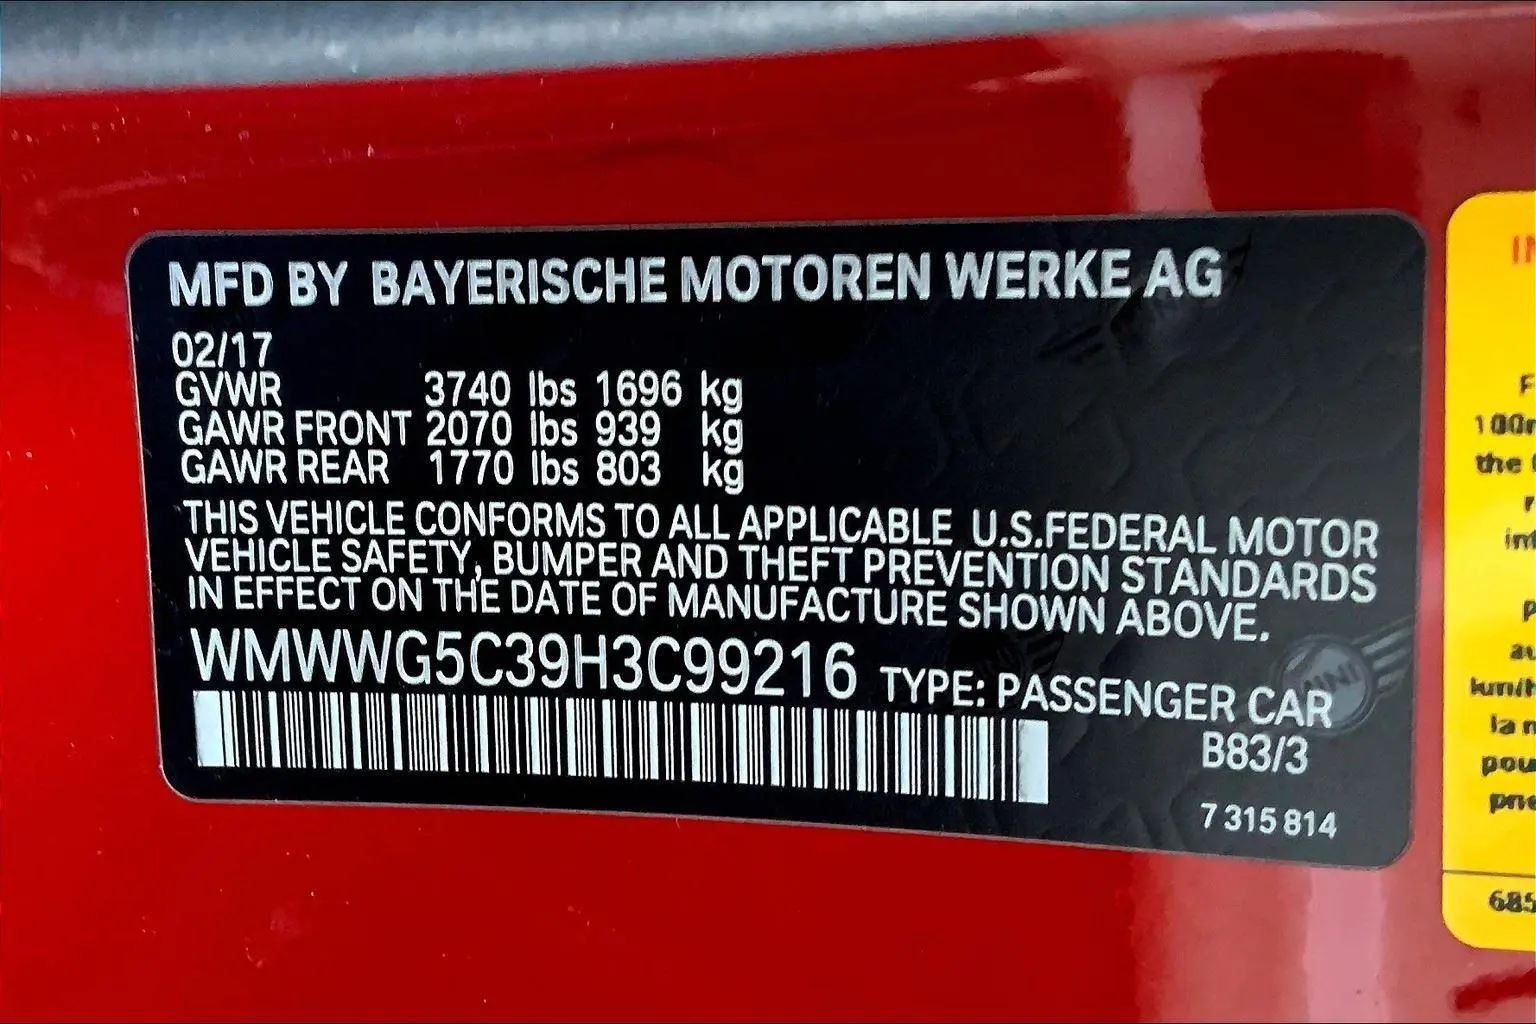 MFD BY BAYERISCHE MOTOREN WERKE AG
02/17
GVWR 3740 lbs 1696 kg
GAWR FRONT 2070 lbs 939 kg
GAWR REAR 1770 lbs 803 kg
THIS VEHICLE CONFORMS TO ALL APPLICABLE U.S.FEDERAL MOTOR
VEHICLE SAFETY, BUMPER AND THEFT PREVENTION STANDARDS
IN EFFECT ON THE DATE OF MANUFACTURE SHOWN ABOVE.
WMWWG5C39H3C99216 TYPE: PASSENGER CAR
MINI
B83/3
7 315 814
the
la